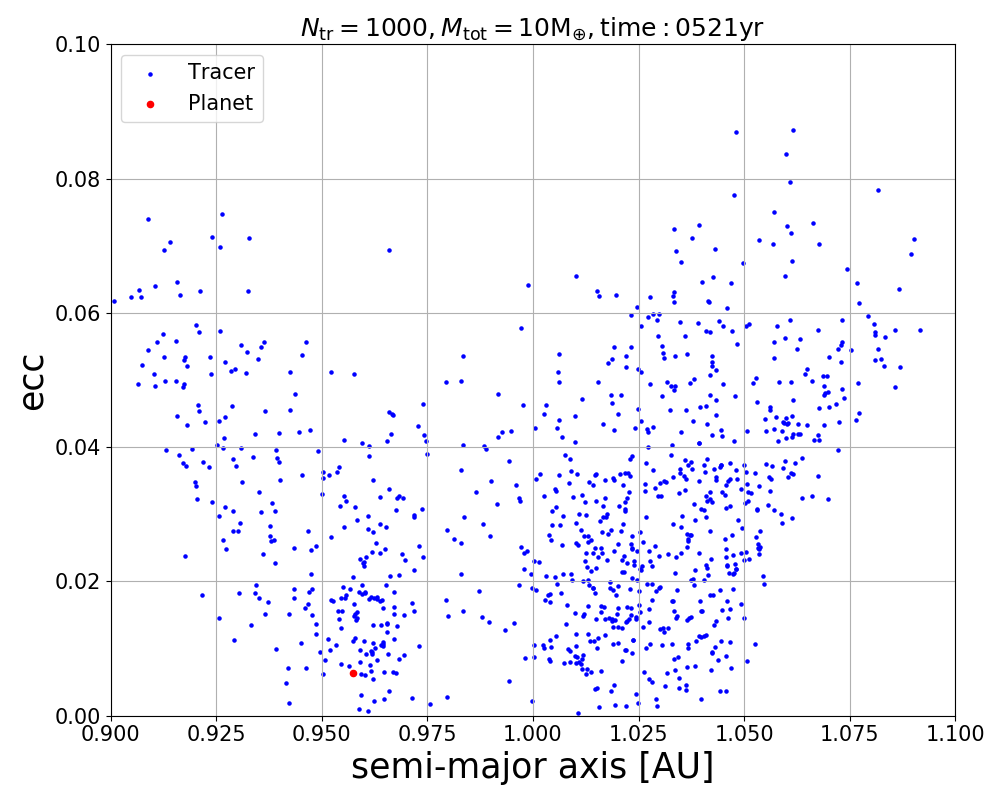 N_tr = 1000, M_tot = 10M_⊕, time : 0521yr
Tracer
Planet
ecc
0.10
0.08
0.06
0.04
0.02
0.00
0.900 0.925 0.950 0.975 1.000 1.025 1.050 1.075 1.100
semi-major axis [AU]